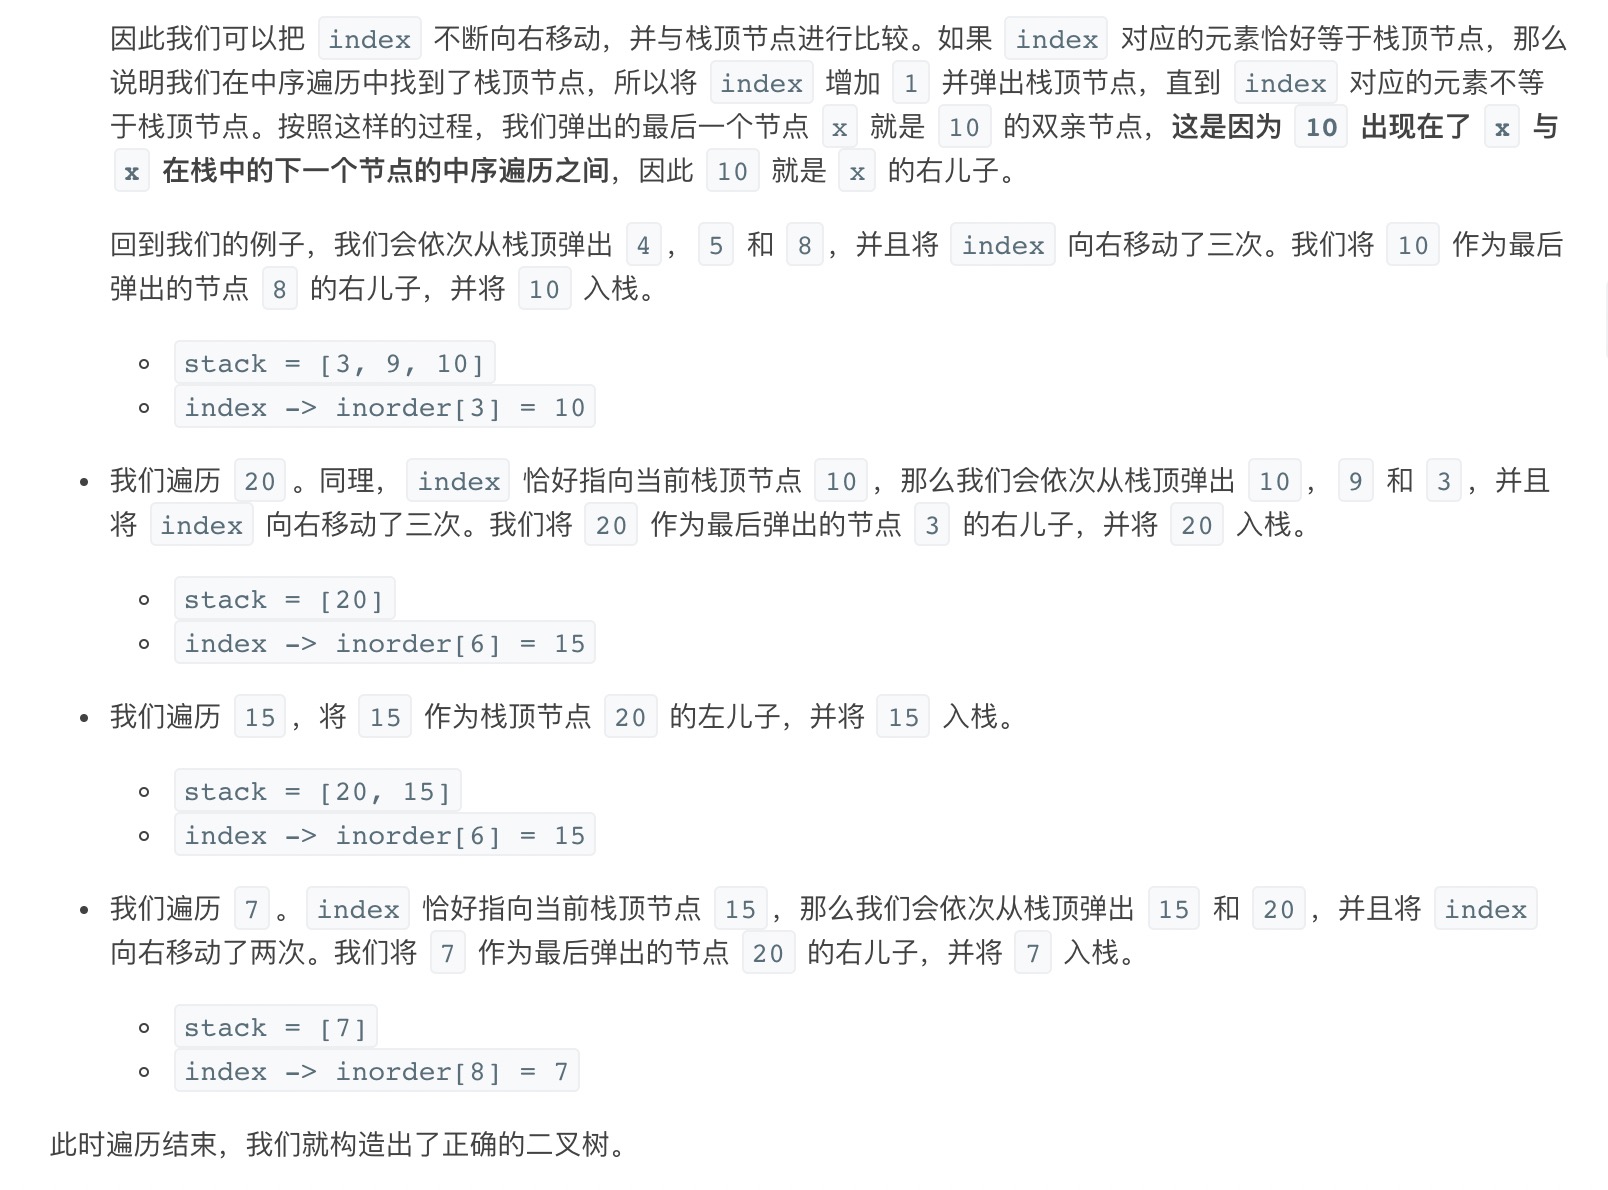 因此我们可以把 index 不断向右移动，并与栈顶节点进行比较。如果 index 对应的元素恰好等于栈顶节点，那么
说明我们在中序遍历中找到了栈顶节点，所以将 index 增加 1 并弹出栈顶节点，直到 index 对应的元素不等
于栈顶节点。按照这样的过程，我们弹出的最后一个节点 x 就是 10 的双亲节点，这是因为 10 出现在了 x 与
x 在栈中的下一个节点的中序遍历之间，因此 10 就是 x 的右儿子。
回到我们的例子，我们会依次从栈顶弹出 4，5 和 8，并且将 index 向右移动了三次。我们将 10 作为最后
弹出的节点 8 的右儿子，并将 10 入栈。
stack = [3, 9, 10]
index -> inorder[3] = 10
我们遍历 20。同理，index 恰好指向当前栈顶节点 10，那么我们会依次从栈顶弹出 10，9 和 3，并且
将 index 向右移动了三次。我们将 20 作为最后弹出的节点 3 的右儿子，并将 20 入栈。
stack = [20]
index -> inorder[6] = 15
我们遍历 15，将 15 作为栈顶节点 20 的左儿子，并将 15 入栈。
stack = [20, 15]
index -> inorder[6] = 15
我们遍历 7。index 恰好指向当前栈顶节点 15，那么我们会依次从栈顶弹出 15 和 20，并且将 index
向右移动了两次。我们将 7 作为最后弹出的节点 20 的右儿子，并将 7 入栈。
stack = [7]
index -> inorder[8] = 7
此时遍历结束，我们就构造出了正确的二叉树。